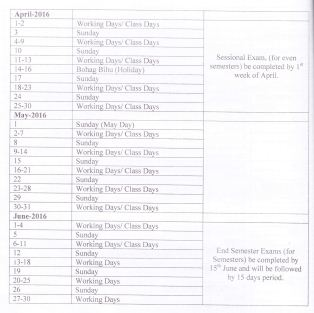 April-2016
1-2 Working Days/ Class Days
3 Sunday
4-9 Working Days/ Class Days
10 Sunday
11-13 Working Days/ Class Days
14-16 Bohag Bihu (Holiday)
17 Sunday
18-23 Working Days/ Class Days
24 Sunday
25-30 Working Days/ Class Days
Sessional Exam. (for even
semesters) be completed by 1st
week of April.
May-2016
1 Sunday (May Day)
2-7 Working Days/ Class Days
8 Sunday
9-14 Working Days/ Class Days
15 Sunday
16-21 Working Days/ Class Days
22 Sunday
23-28 Working Days/ Class Days
29 Sunday
30-31 Working Days/ Class Days
June-2016
1-4 Working Days/ Class Days
5 Sunday
6-11 Working Days/ Class Days
12 Sunday
13-18 Working Days
19 Sunday
20-25 Working Days
26 Sunday
27-30 Working Days
End Semester Exams (for
Semesters) be completed by
15th June and will be followed
by 15 days period.